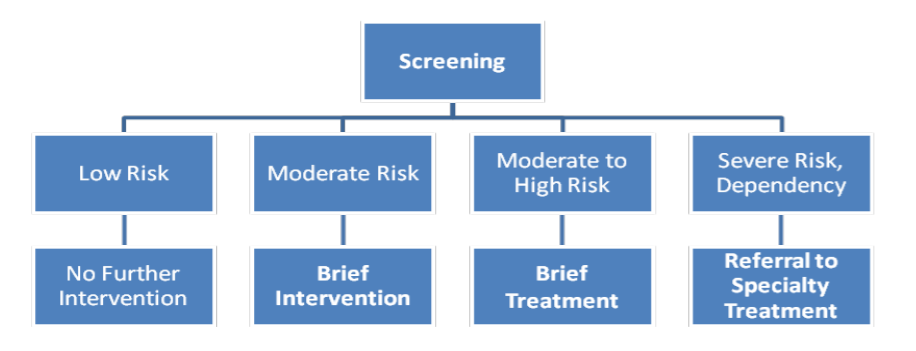 Screening
Low Risk
Moderate Risk
Moderate to
High Risk
Severe Risk,
Dependency
No Further
Intervention
Brief
Intervention
Brief
Treatment
Referral to
Specialty
Treatment